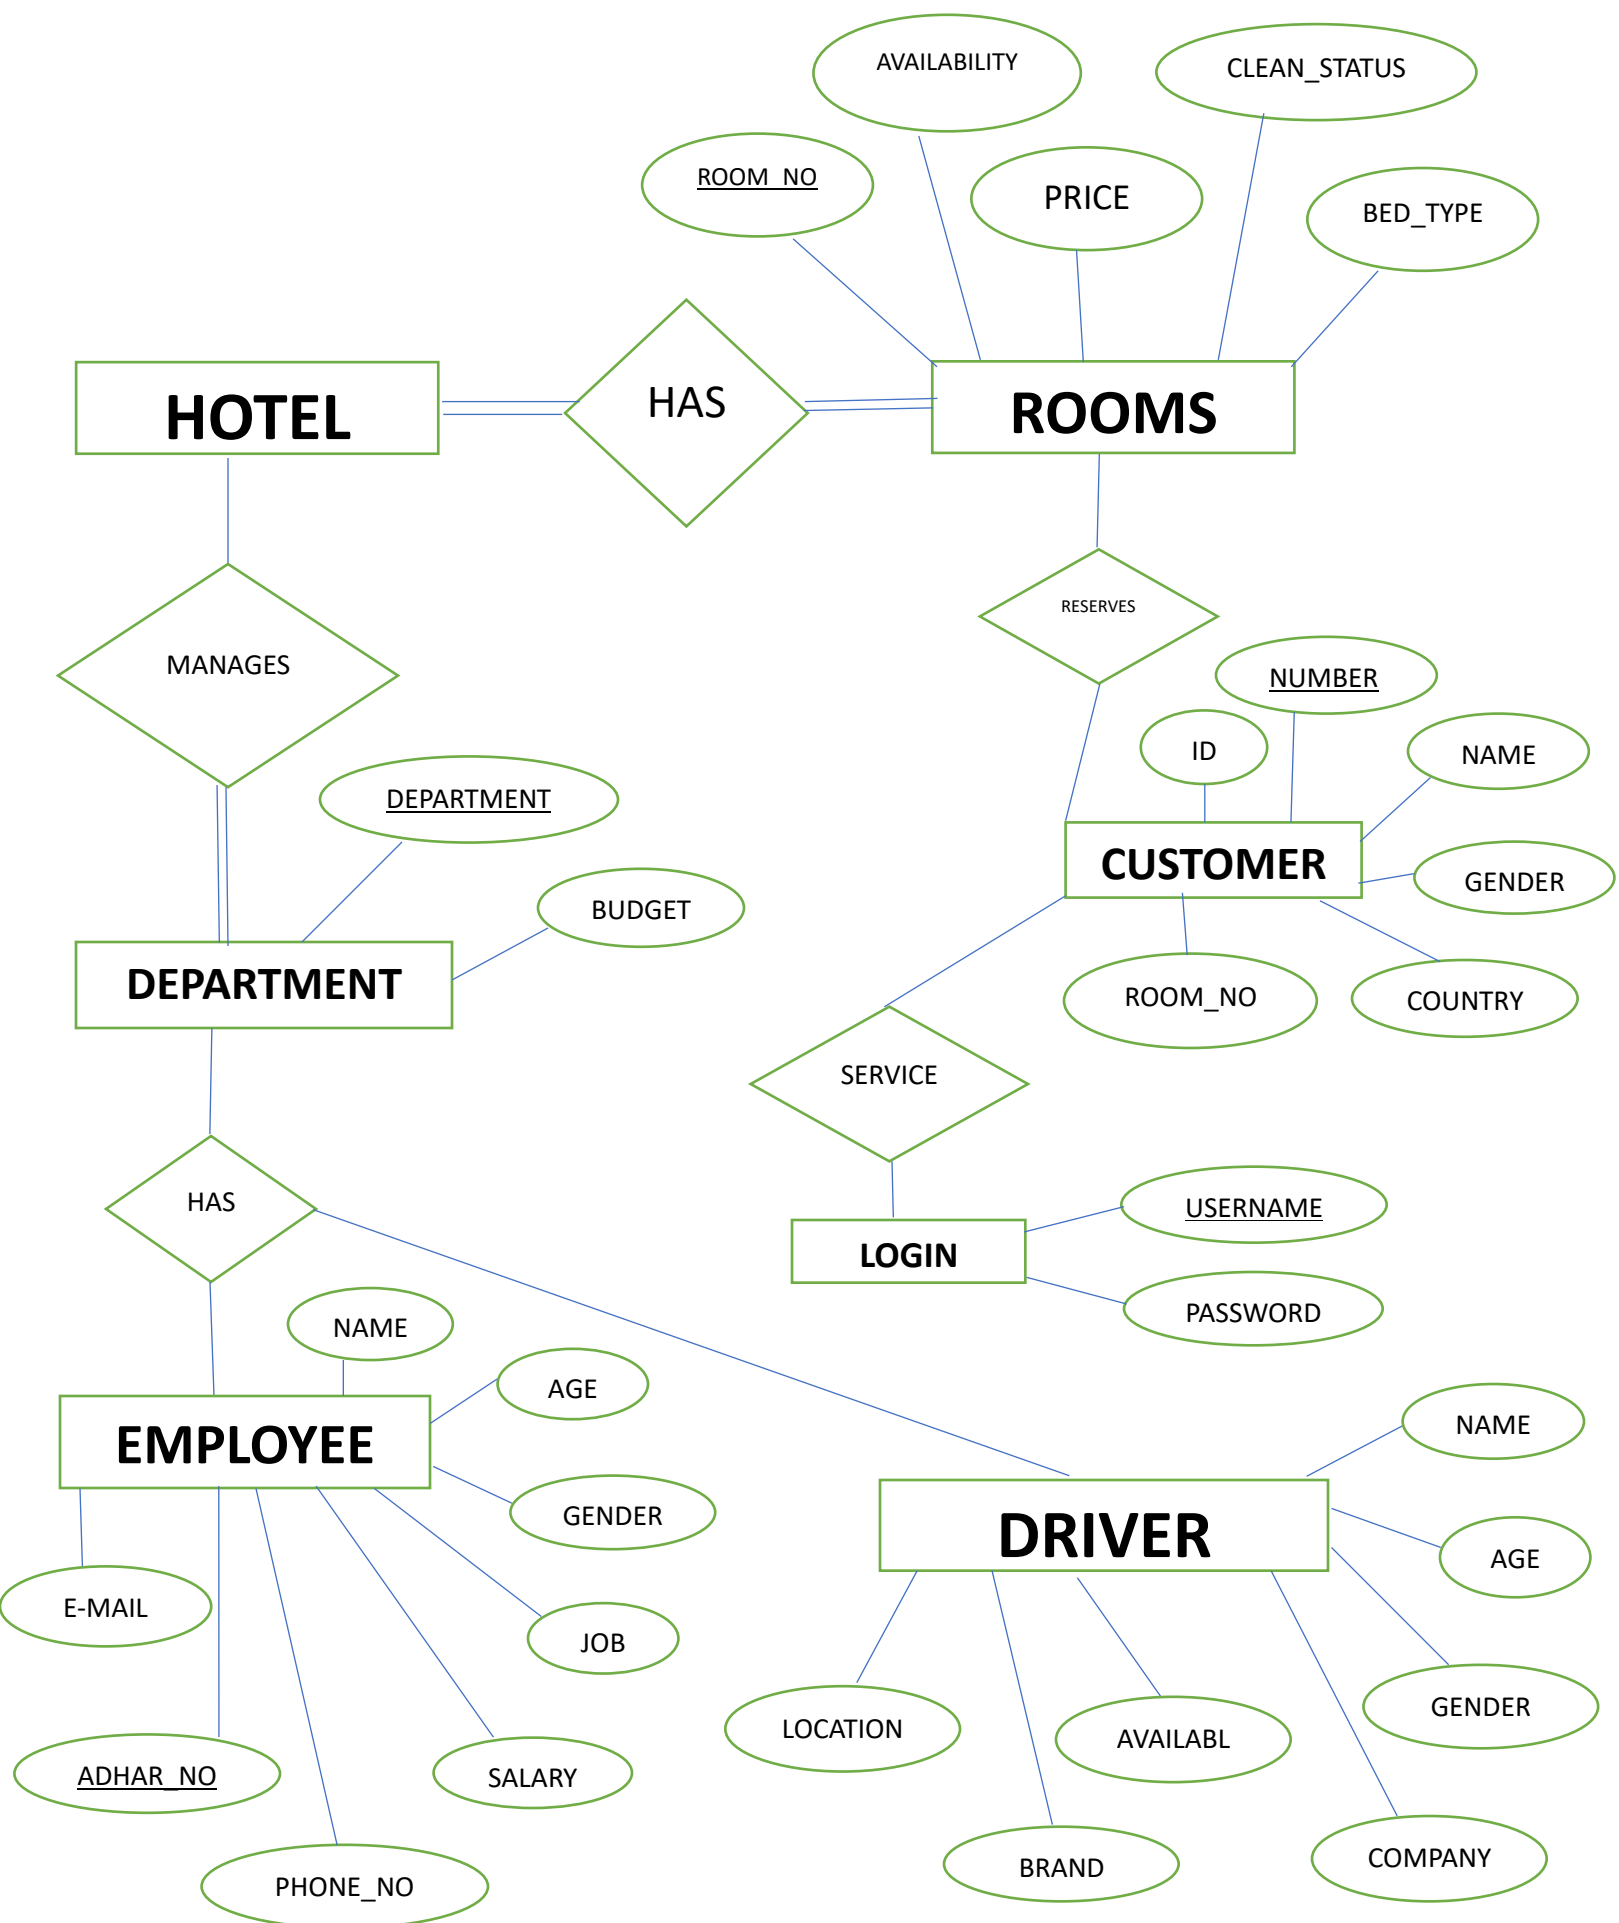 AVAILABILITY
CLEAN_STATUS
ROOM_NO
PRICE
BED_TYPE
HOTEL
HAS
ROOMS
RESERVES
MANAGES
NUMBER
ID
NAME
DEPARTMENT
CUSTOMER
GENDER
BUDGET
DEPARTMENT
ROOM_NO
COUNTRY
SERVICE
HAS
USERNAME
LOGIN
PASSWORD
NAME
AGE
EMPLOYEE
NAME
GENDER
DRIVER
AGE
E-MAIL
JOB
GENDER
LOCATION
AVAILABL
ADHAR_NO
SALARY
BRAND
COMPANY
PHONE_NO